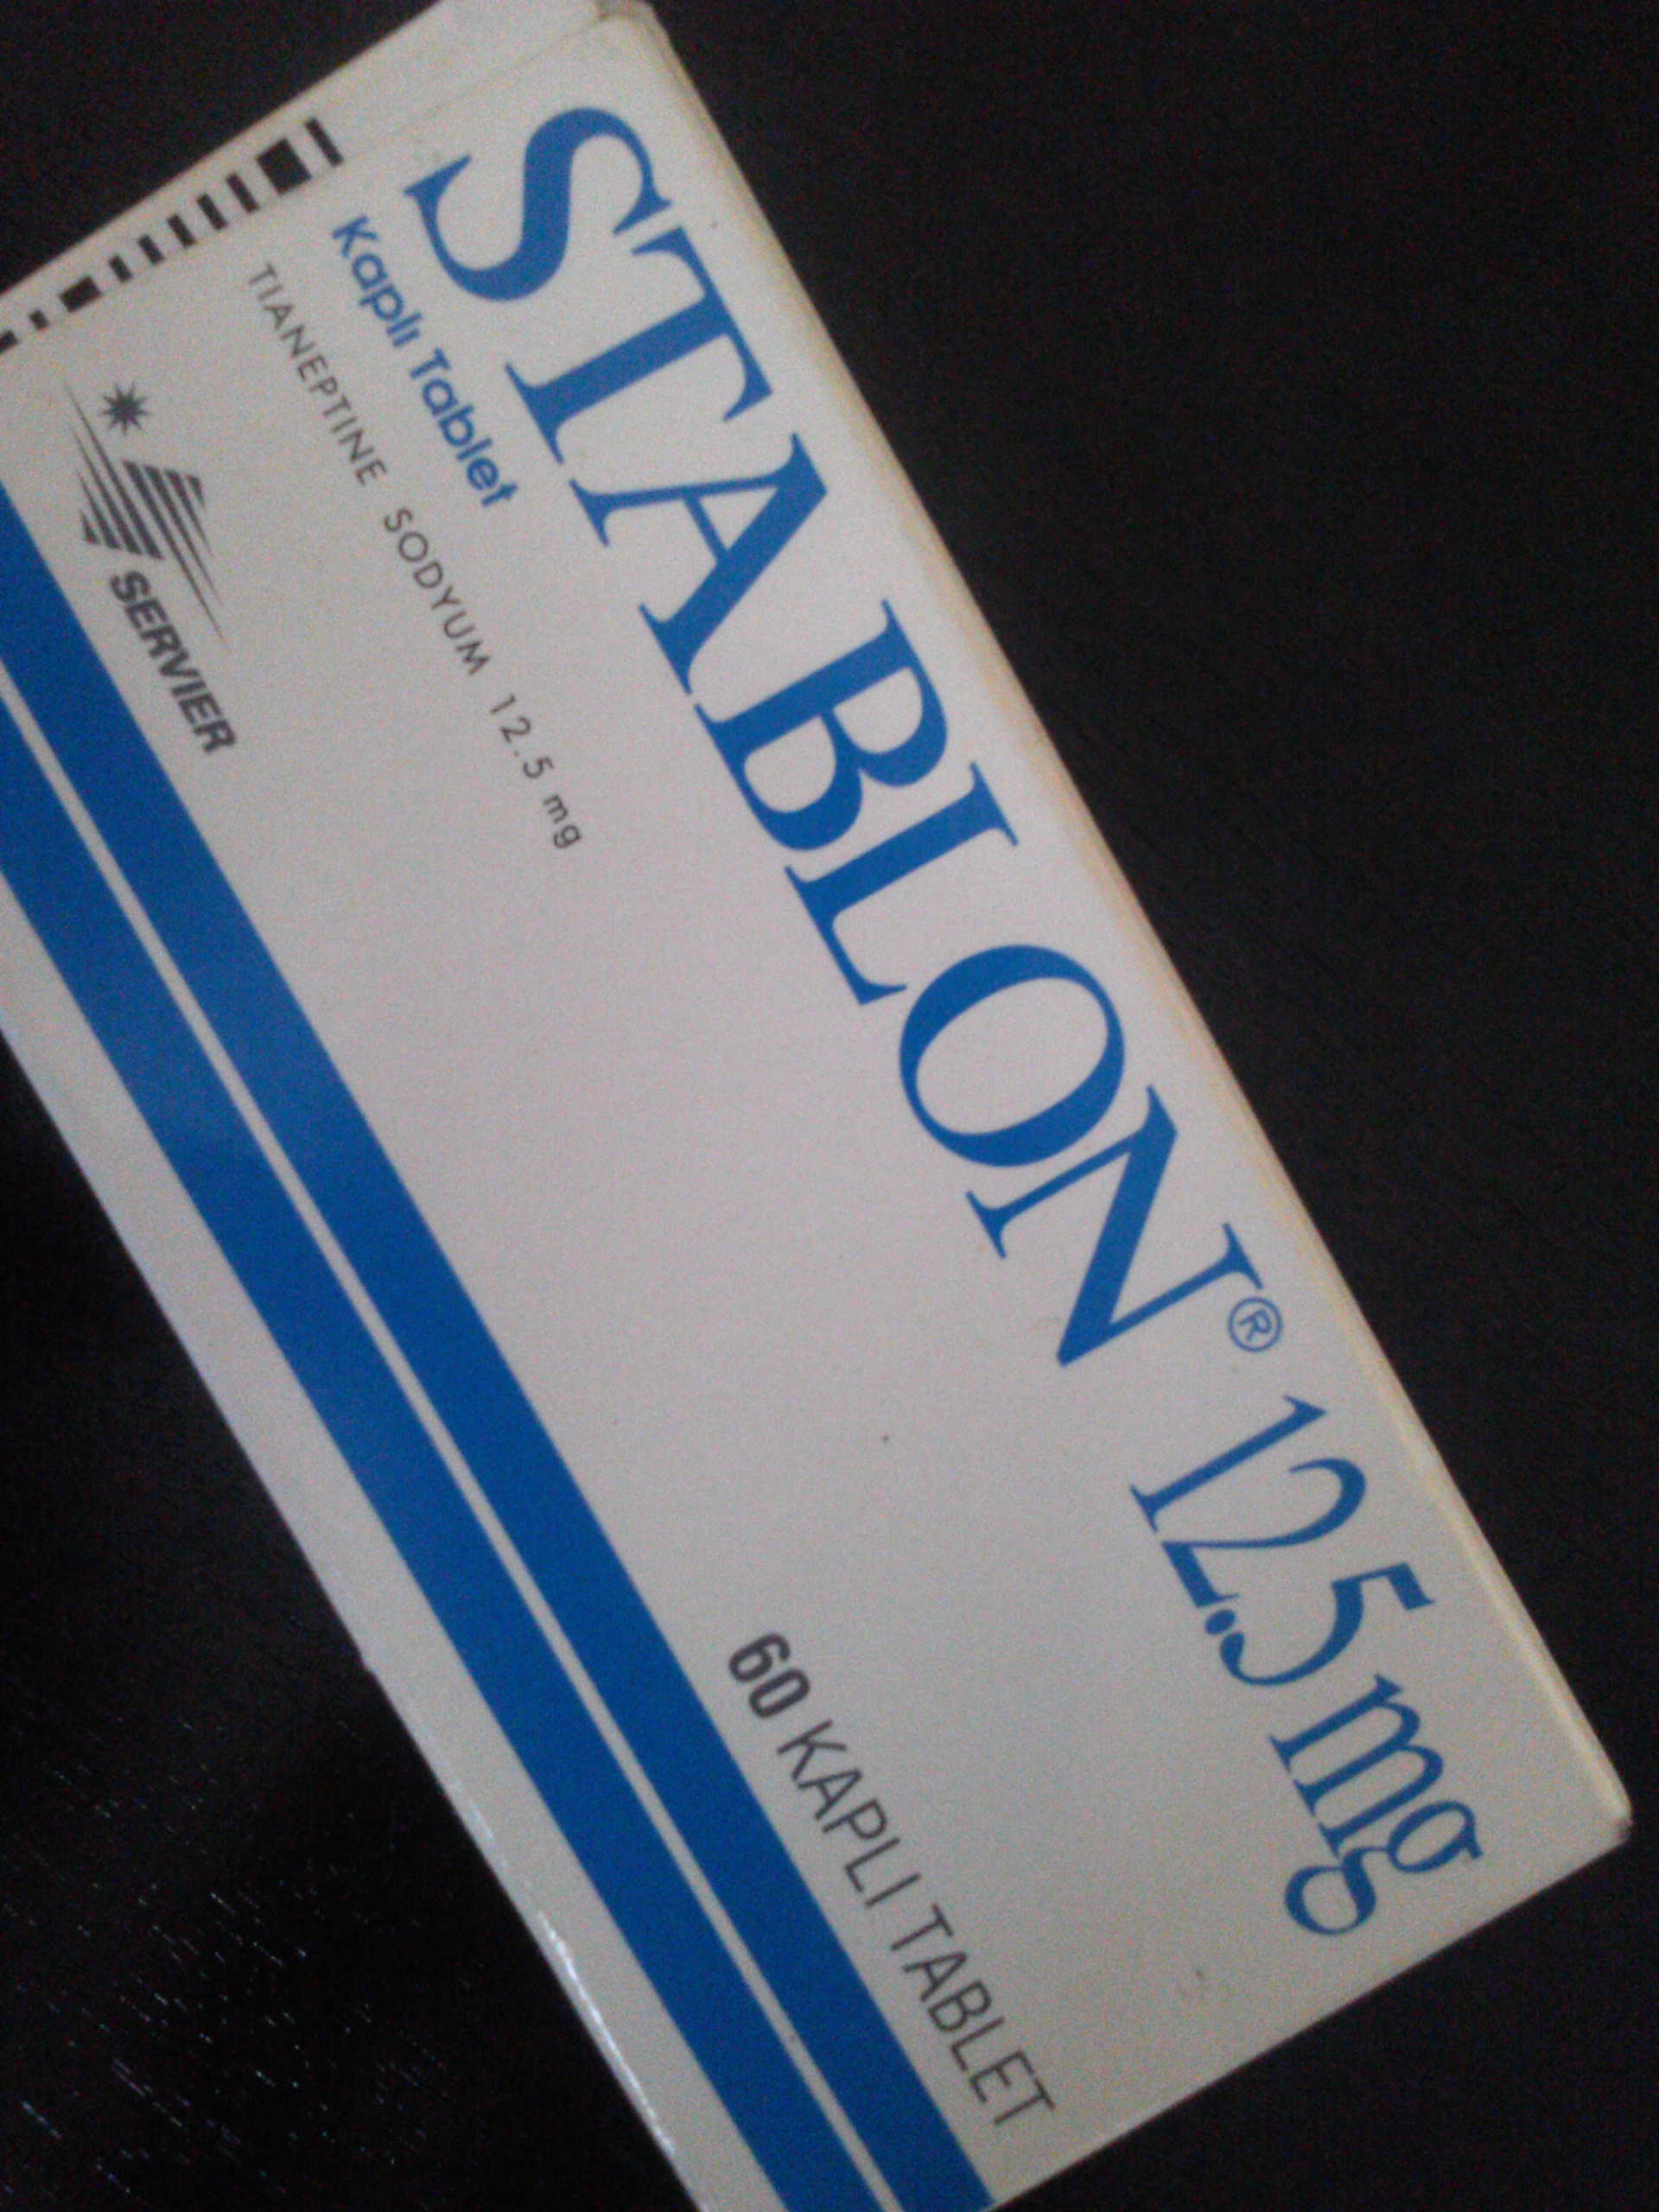 STABLON® 12.5 mg
Kaplı Tablet
TIANEPTINE SODYUM 12.5 mg
SERVIER
60 KAPLI TABLET